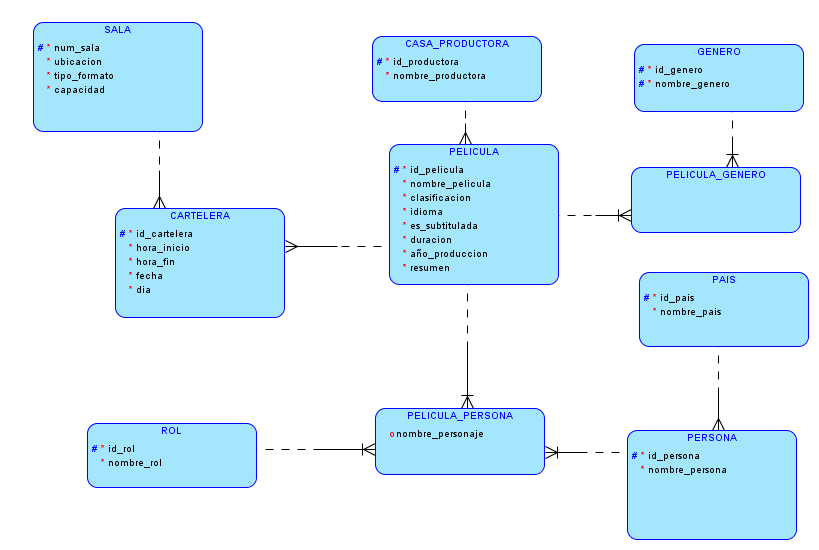 SALA
# * num_sala
* ubicacion
* tipo_formato
* capacidad
CASA_PRODUCTORA
# * id_productora
* nombre_productora
GENERO
# * id_genero
# * nombre_genero
PELICULA
# * id_pelicula
* nombre_pelicula
* clasificacion
* idioma
* es_subtitulada
* duracion
* año_produccion
* resumen
PELICULA_GENERO
CARTELERA
# * id_cartelera
* hora_inicio
* hora_fin
* fecha
* dia
PAIS
# * id_pais
* nombre_pais
ROL
# * id_rol
* nombre_rol
PELICULA_PERSONA
o nombre_personaje
PERSONA
# * id_persona
* nombre_persona